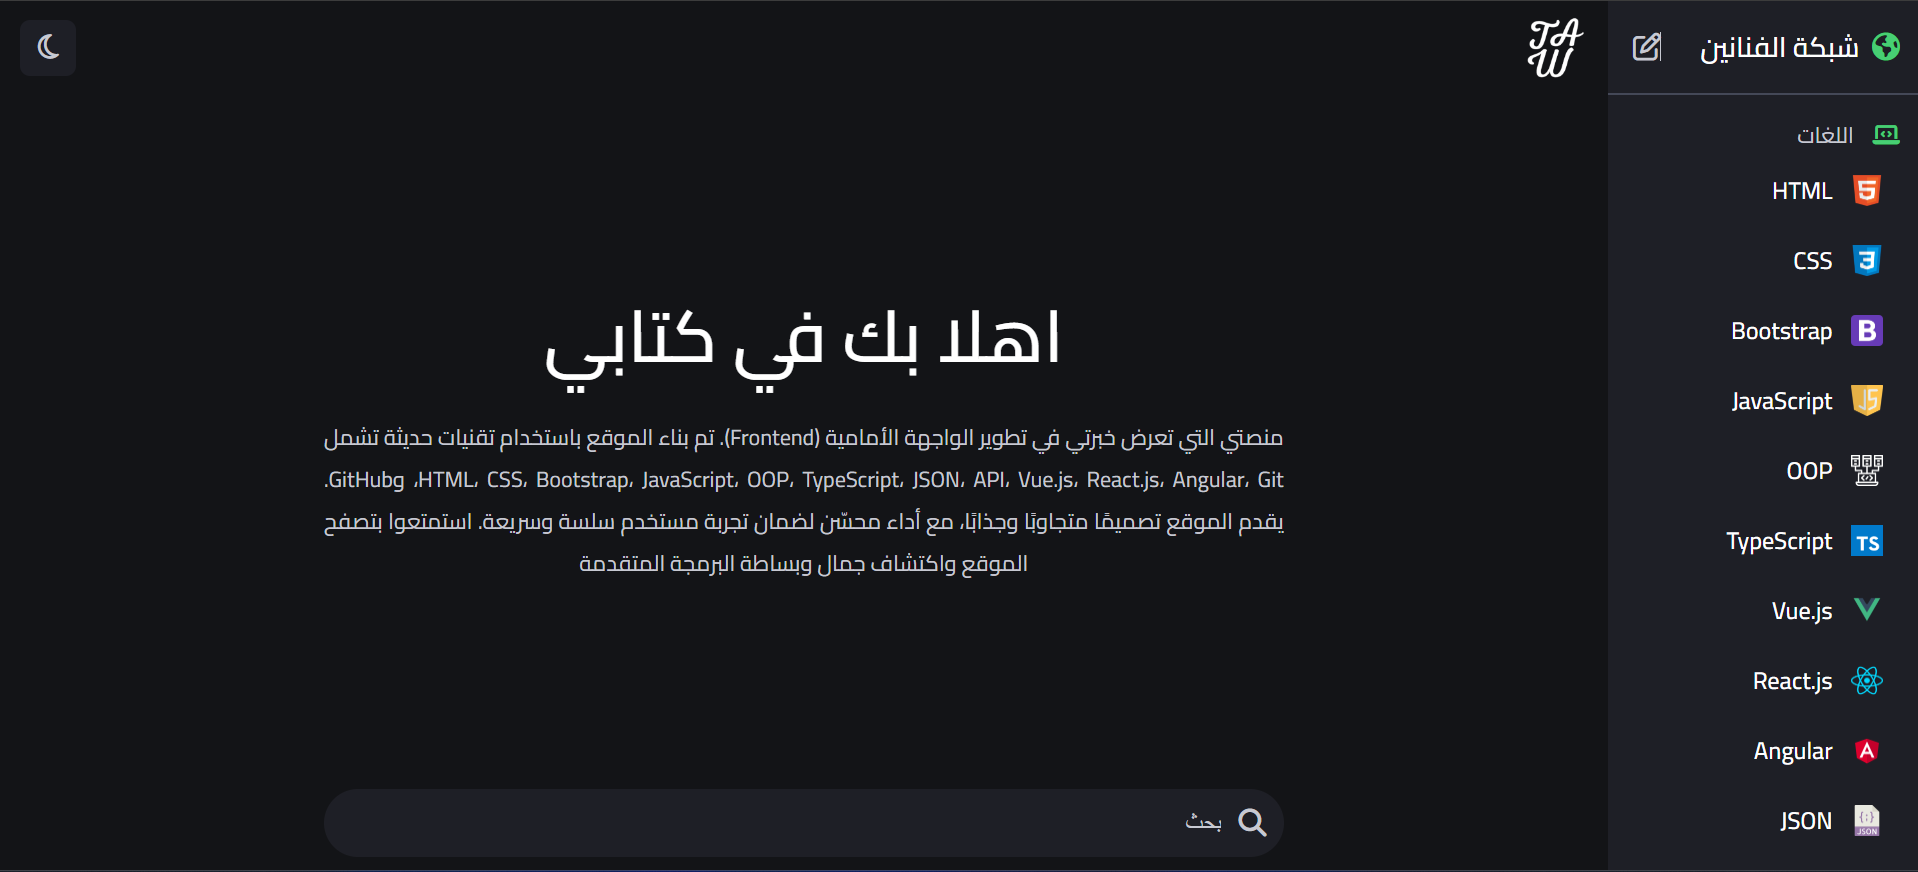 شبكة الفنانين
اللغات
HTML
CSS
Bootstrap
JavaScript
OOP
TypeScript
Vue.js
React.js
Angular
JSON
TAW
اهلا بك في كتابي
منصتي التي تعرض خبرتي في تطوير الواجهة الأمامية (Frontend). تم بناء الموقع باستخدام تقنيات حديثة تشمل
HTML، CSS، Bootstrap، JavaScript، OOP، TypeScript، JSON، API، Vue.js، React.js، Angular، Git، وGitHub.
يقدم الموقع تصميمًا متجاوبًا وجذابًا، مع أداء محسّن لضمان تجربة مستخدم سلسة وسريعة. استمتعوا بتصفح
الموقع واكتشاف جمال وبساطة البرمجة المتقدمة
بحث